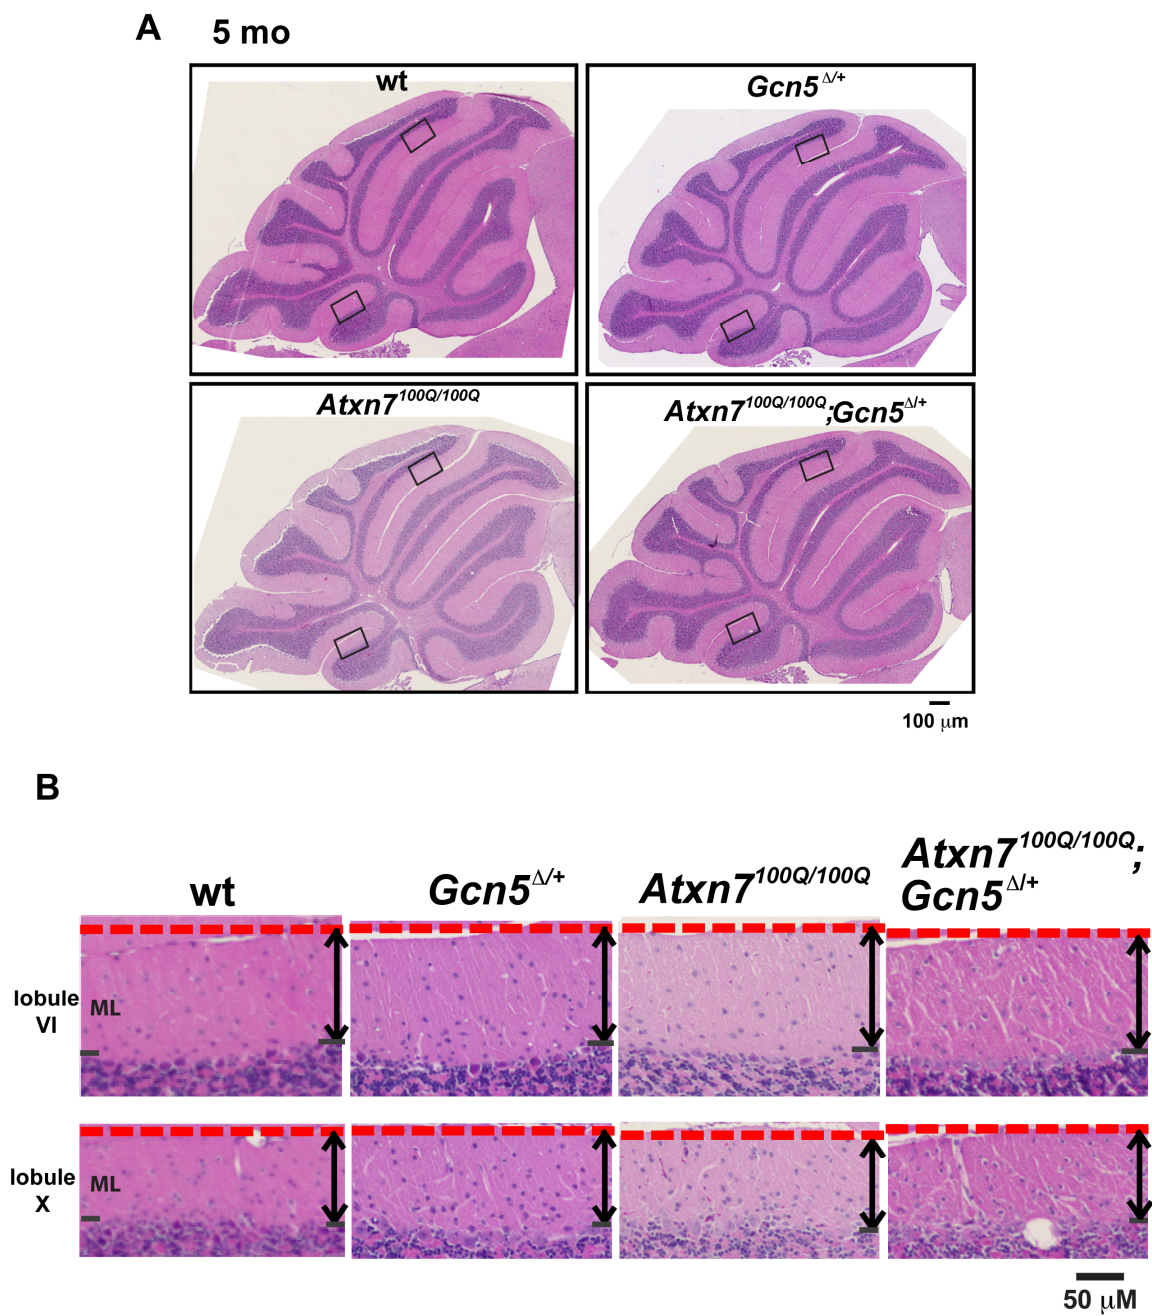 A 5 mo
wt
Gcn5Δ/+
Atxn7100Q/100Q
Atxn7100Q/100Q;Gcn5Δ/+
100 μm
B
wt
Gcn5Δ/+
Atxn7100Q/100Q
Atxn7100Q/100Q;
Gcn5Δ/+
lobule
VI
ML
lobule
X
ML
50 μM